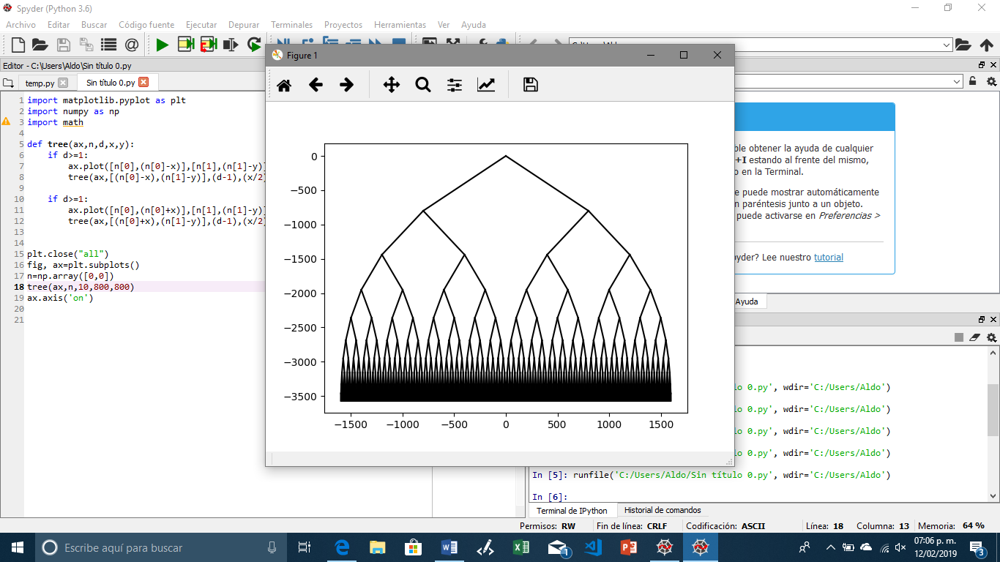 Spyder (Python 3.6)
Archivo Editar Buscar Código fuente Ejecutar Depurar Terminales Proyectos Herramientas Ver Ayuda
Editor - C:\Users\Aldo\Sin título 0.py
temp.py Sin título 0.py
1 import matplotlib.pyplot as plt
2 import numpy as np
3 import math
4
5 def tree(ax,n,d,x,y):
6 if d>=1:
7 ax.plot([n[0],(n[0]-x)],[n[1],(n[1]-y)]
8 tree(ax,[(n[0]-x),(n[1]-y)],(d-1),(x/2)
9
10 if d>=1:
11 ax.plot([n[0],(n[0]+x)],[n[1],(n[1]-y)]
12 tree(ax,[(n[0]+x),(n[1]-y)],(d-1),(x/2)
13
14
15 plt.close("all")
16 fig, ax=plt.subplots()
17 n=np.array([0,0])
18 tree(ax,n,10,800,800)
19 ax.axis('on')
20
21
Figure 1
0
−500
−1000
−1500
−2000
−2500
−3000
−3500
−1500 −1000 −500 0 500 1000 1500
ble obtener la ayuda de cualquier
+I estando al frente del mismo,
o en la Terminal.
e puede mostrar automáticamente
n paréntesis junto a un objeto.
puede activarse en Preferencias >
pyder? Lee nuestro tutorial
Ayuda
lo 0.py', wdir='C:/Users/Aldo')
lo 0.py', wdir='C:/Users/Aldo')
lo 0.py', wdir='C:/Users/Aldo')
lo 0.py', wdir='C:/Users/Aldo')
In [5]: runfile('C:/Users/Aldo/Sin título 0.py', wdir='C:/Users/Aldo')
In [6]:
Terminal de IPython Historial de comandos
Permisos: RW Fin de línea: CRLF Codificación: ASCII Línea: 18 Columna: 13 Memoria: 64 %
Escribe aquí para buscar
1
07:06 p. m.
12/02/2019
3